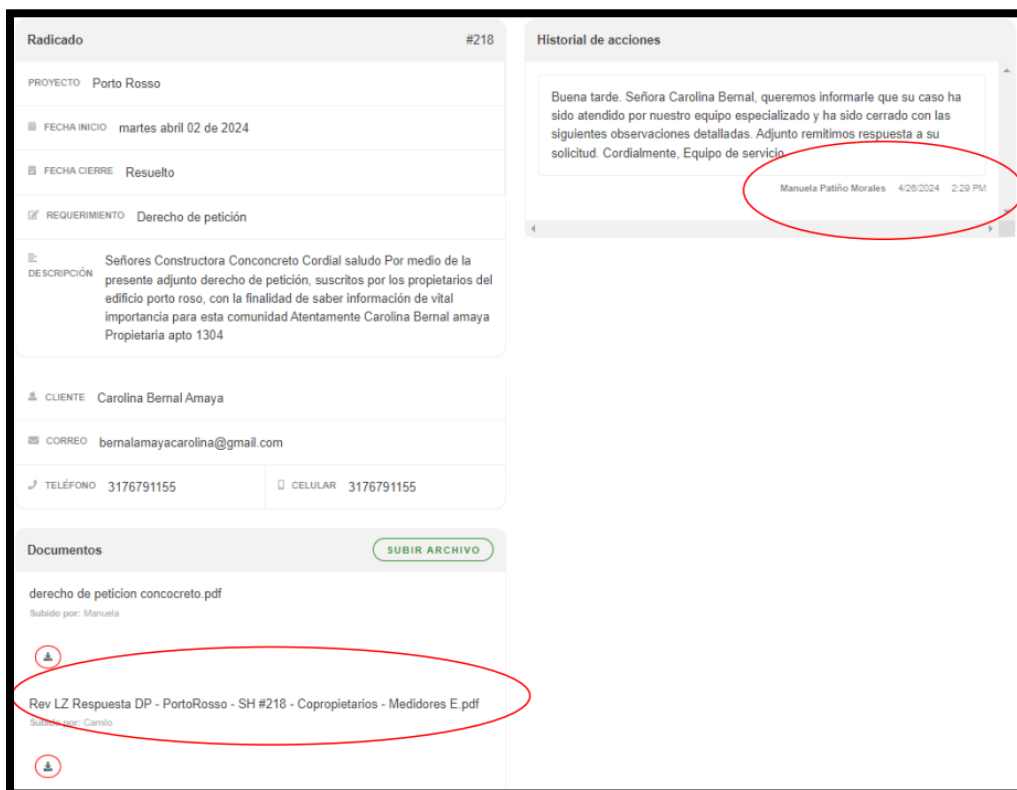 Radicado #218
PROYECTO Porto Rosso
FECHA INICIO martes abril 02 de 2024
FECHA CIERRE Resuelto
REQUERIMIENTO Derecho de petición
DESCRIPCIÓN Señores Constructora Conconcreto Cordial saludo Por medio de la
presente adjunto derecho de petición, suscritos por los propietarios del
edificio porto roso, con la finalidad de saber información de vital
importancia para esta comunidad Atentamente Carolina Bernal amaya
Propietaria apto 1304
CLIENTE Carolina Bernal Amaya
CORREO bernalamayacarolina@gmail.com
TELÉFONO 3176791155 CELULAR 3176791155
Documentos SUBIR ARCHIVO
derecho de peticion concocreto.pdf
Subido por: Manuela
Rev LZ Respuesta DP - PortoRosso - SH #218 - Copropietarios - Medidores E.pdf
Subido por: Camilo
Historial de acciones
Buena tarde. Señora Carolina Bernal, queremos informarle que su caso ha
sido atendido por nuestro equipo especializado y ha sido cerrado con las
siguientes observaciones detalladas. Adjunto remitimos respuesta a su
solicitud. Cordialmente, Equipo de servicio.
Manuela Patiño Morales 4/26/2024 2:29 PM